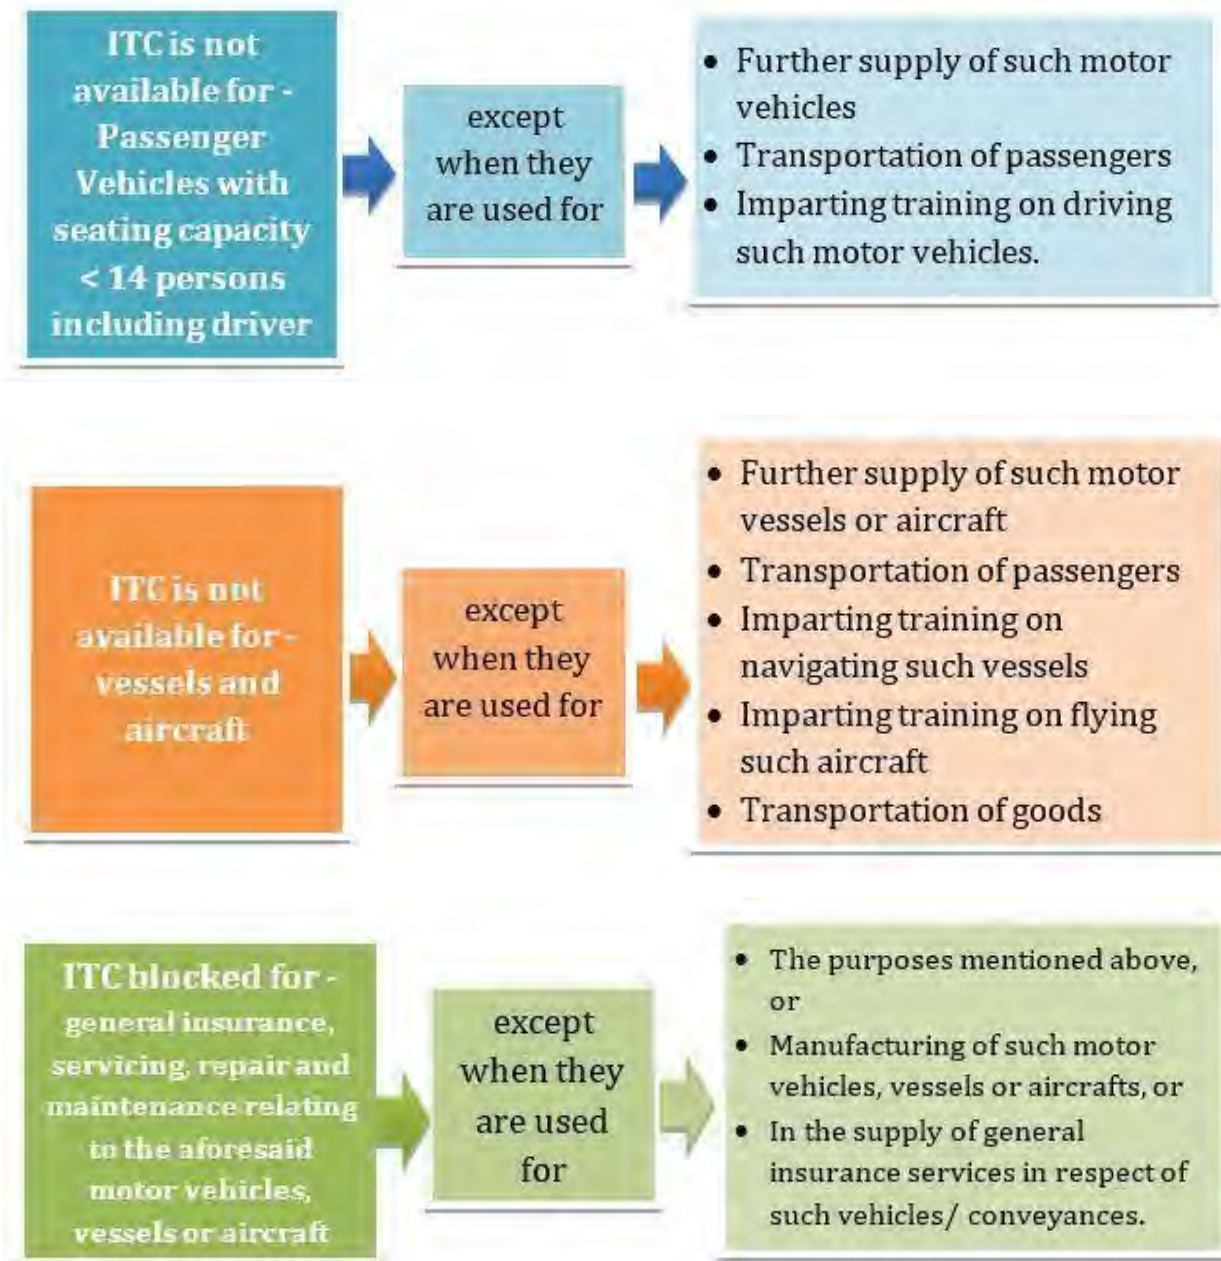 ITC is not
available for -
Passenger
Vehicles with
seating capacity
< 14 persons
including driver
except
when they
are used for
• Further supply of such motor
vehicles
• Transportation of passengers
• Imparting training on driving
such motor vehicles.
ITC is not
available for -
vessels and
aircraft
except
when they
are used for
• Further supply of such motor
vessels or aircraft
• Transportation of passengers
• Imparting training on
navigating such vessels
• Imparting training on flying
such aircraft
• Transportation of goods
ITC blocked for -
general insurance,
servicing, repair and
maintenance relating
to the aforesaid
motor vehicles,
vessels or aircraft
except
when they
are used
for
• The purposes mentioned above,
or
• Manufacturing of such motor
vehicles, vessels or aircrafts, or
• In the supply of general
insurance services in respect of
such vehicles/ conveyances.